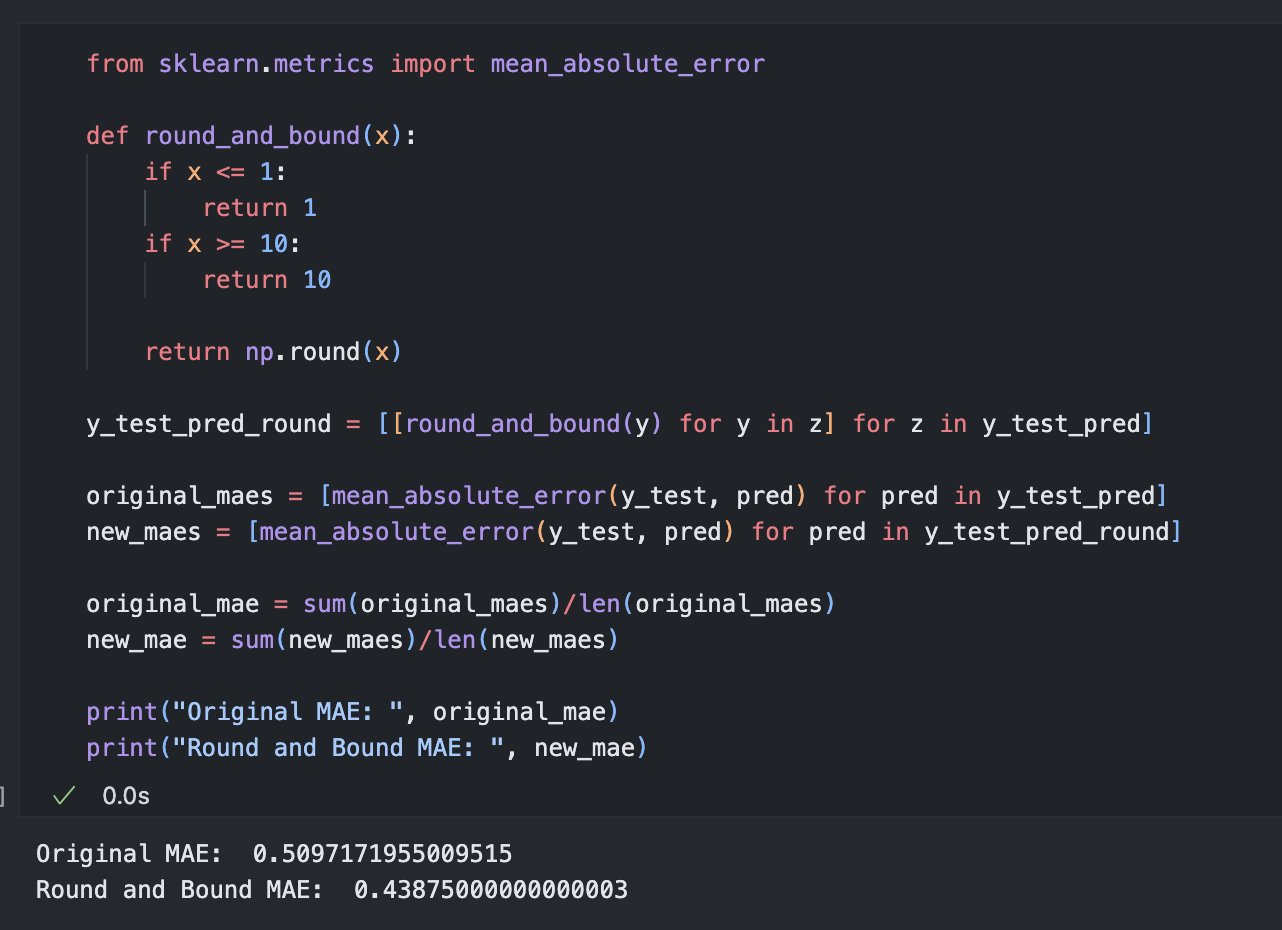 from sklearn.metrics import mean_absolute_error
def round_and_bound(x):
    if x <= 1:
        return 1
    if x >= 10:
        return 10
    return np.round(x)
y_test_pred_round = [[round_and_bound(y) for y in z] for z in y_test_pred]
original_maes = [mean_absolute_error(y_test, pred) for pred in y_test_pred]
new_maes = [mean_absolute_error(y_test, pred) for pred in y_test_pred_round]
original_mae = sum(original_maes)/len(original_maes)
new_mae = sum(new_maes)/len(new_maes)
print("Original MAE: ", original_mae)
print("Round and Bound MAE: ", new_mae)
] ✓ 0.0s
Original MAE:  0.5097171955009515
Round and Bound MAE:  0.43875000000000003